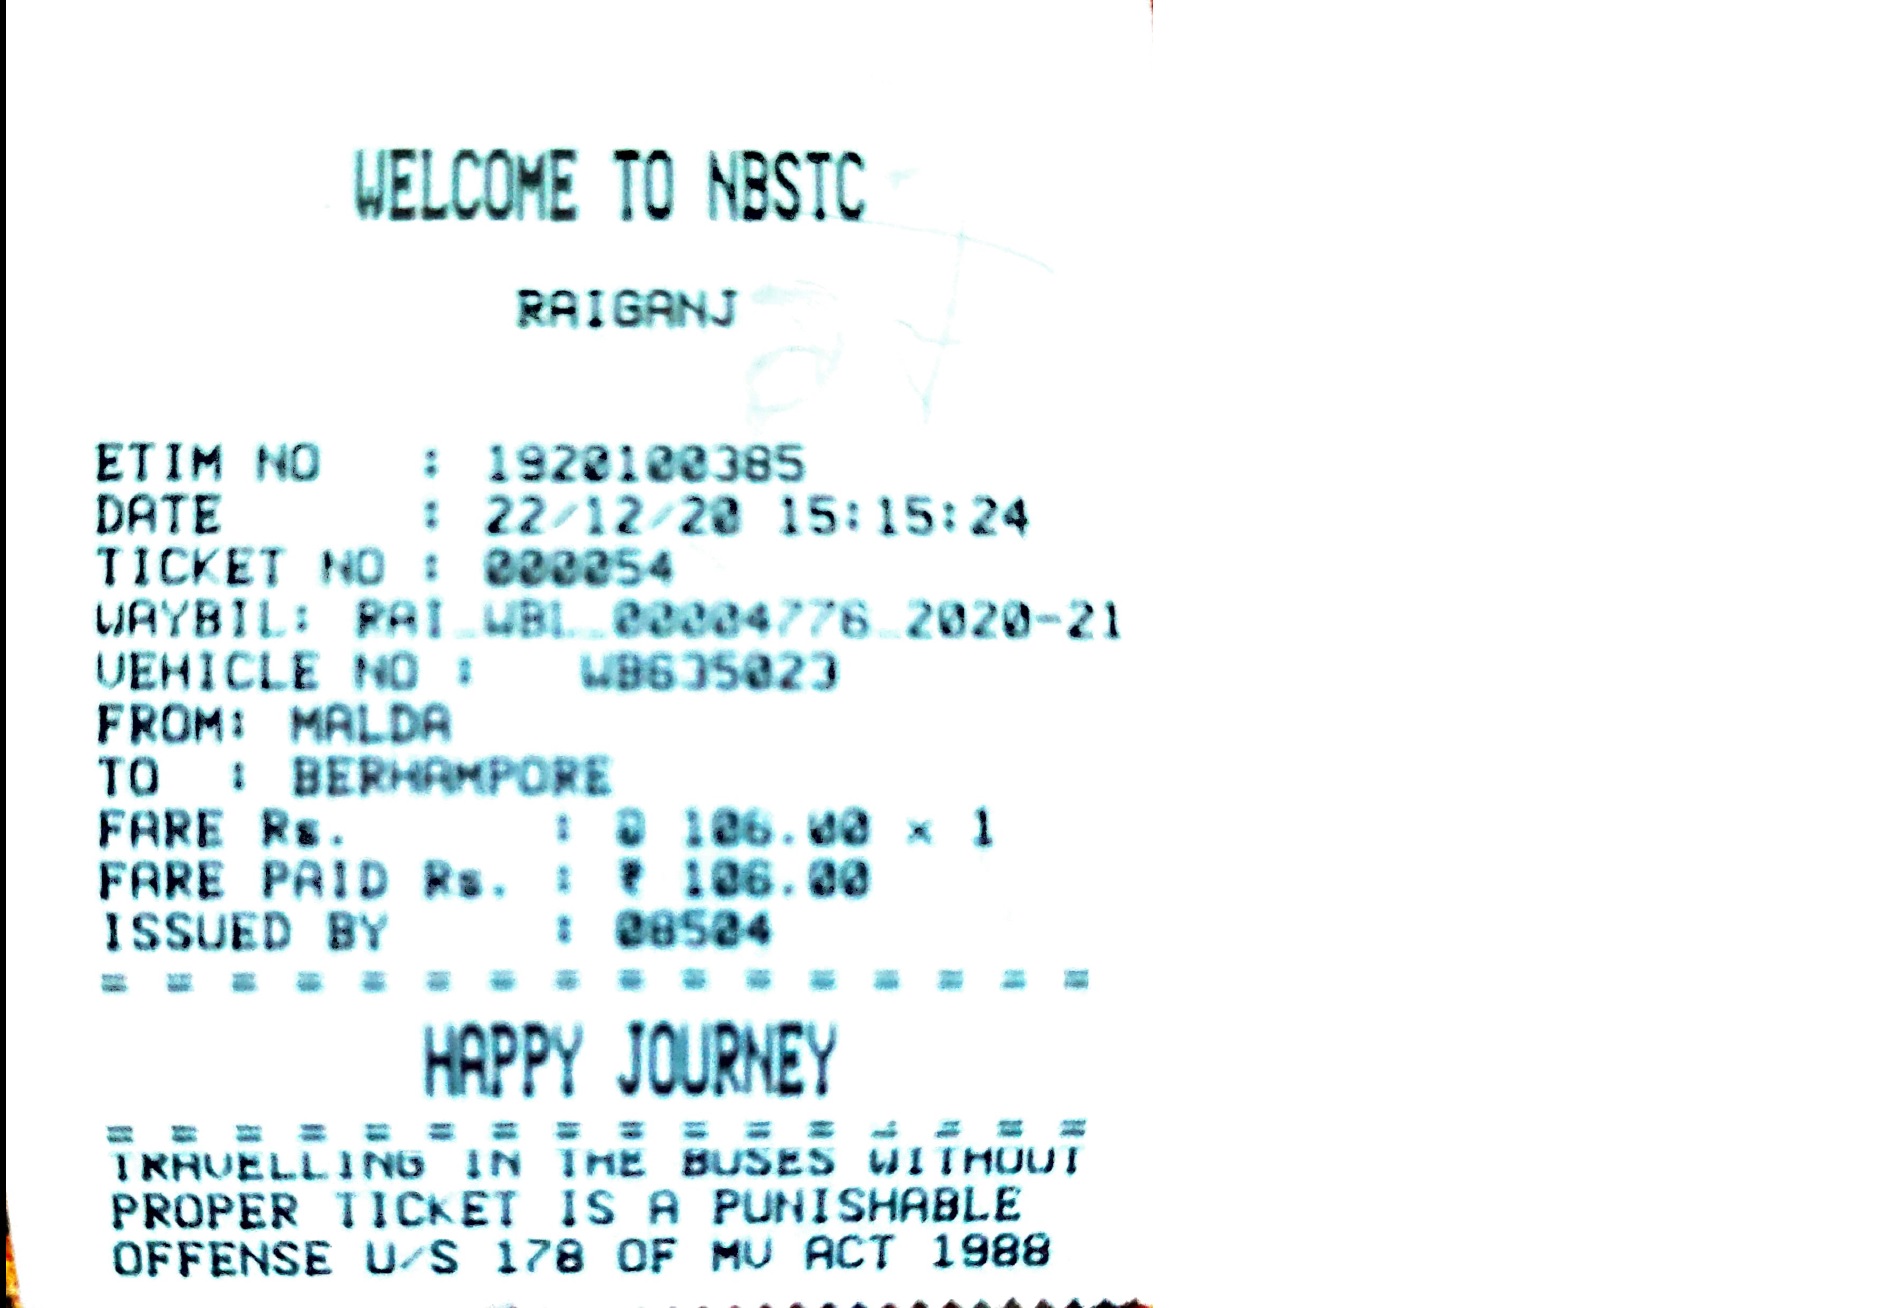 WELCOME TO NBSTC
RAIGANJ
ETIM NO : 1920100385
DATE : 22/12/20 15:15:24
TICKET NO : 000054
WAYBIL: RAI_WBL_00004776_2020-21
VEHICLE NO : WB635023
FROM: MALDA
TO : BERHAMPORE
FARE Rs. : @ 106.00 x 1
FARE PAID Rs. : ₹ 106.00
ISSUED BY : 08504
= = = = = = = = = = = = = = = =
HAPPY JOURNEY
= = = = = = = = = = = = = = = =
TRAVELLING IN THE BUSES WITHOUT
PROPER TICKET IS A PUNISHABLE
OFFENSE U/S 178 OF MV ACT 1988